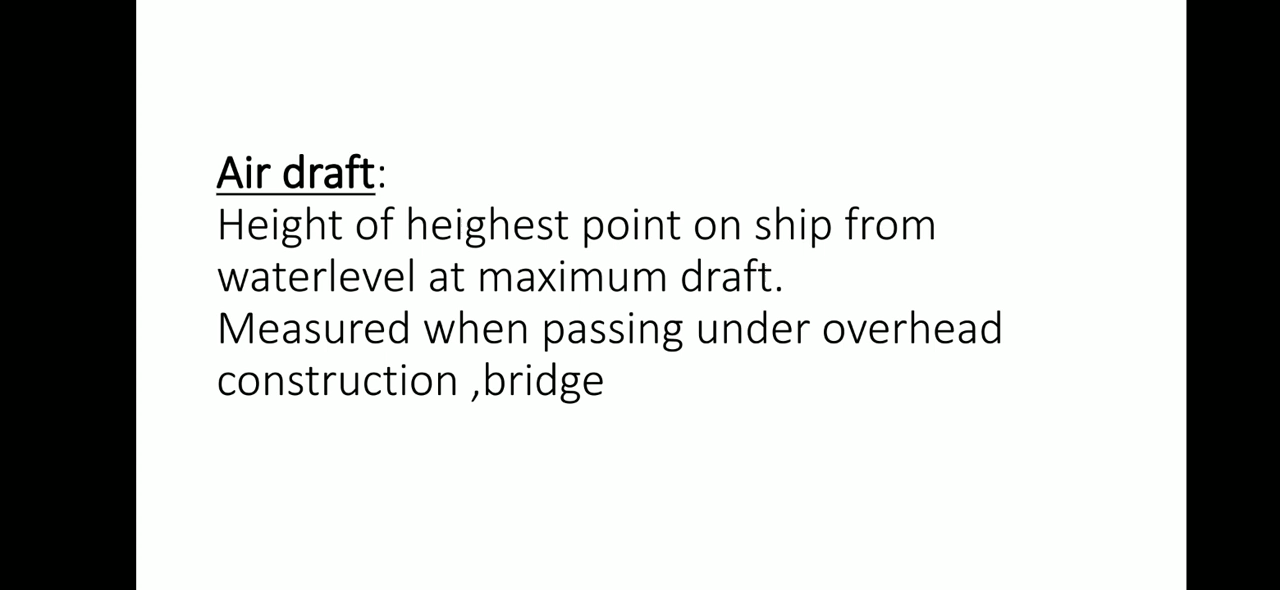 Air draft:
Height of heighest point on ship from
waterlevel at maximum draft.
Measured when passing under overhead
construction ,bridge